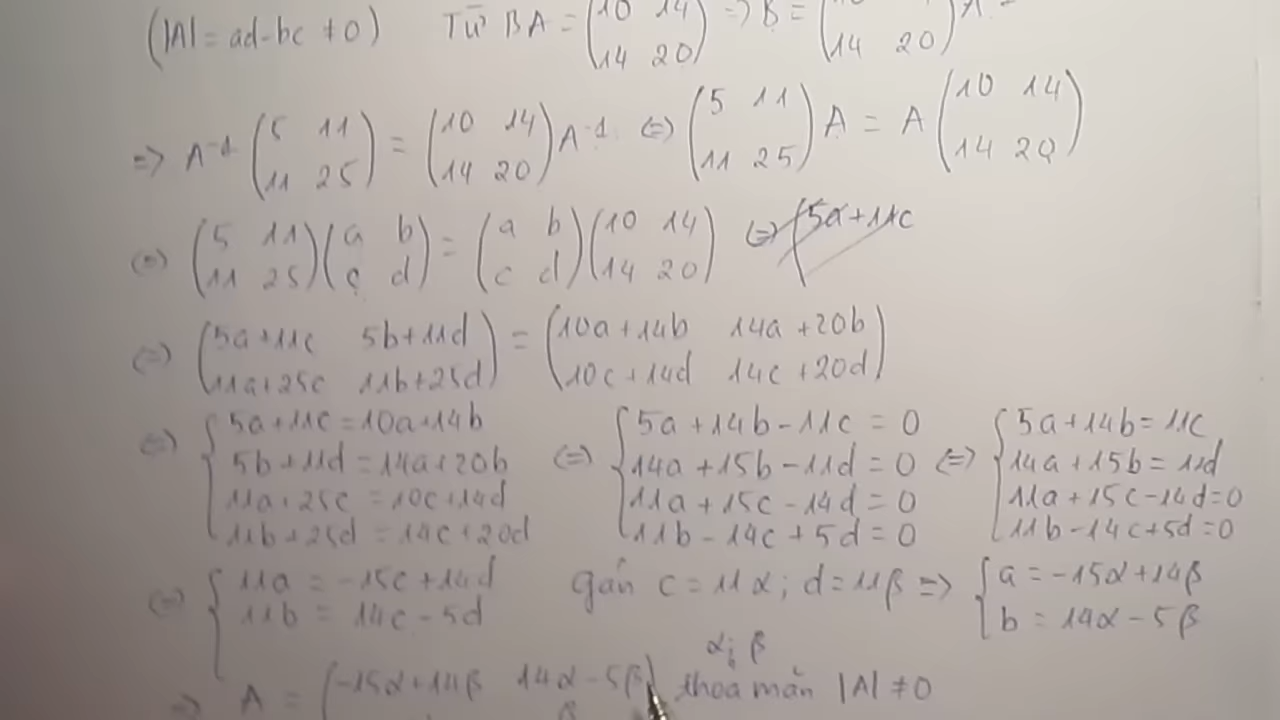 (|A| = ad-bc ≠ 0) Từ BA = (10 14; 14 20) => B = (14 20) A
=> A⁻¹ (5 11; 11 25) = (10 14; 14 20) A⁻¹ (=) (5 11; 11 25) A = A (10 14; 14 20)
(=) (5 11; 11 25)(a b; c d) = (a b; c d)(10 14; 14 20) (=) (5a+11c
(=) (5a+11c 5b+11d; 11a+25c 11b+25d) = (10a+14b 14a+20b; 10c+14d 14c+20d)
(=) { 5a+11c = 10a+14b (=) { 5a+14b-11c = 0 (=) { 5a+14b = 11c
5b+11d = 14a+20b 14a+15b-11d = 0 14a+15b = 11d
11a+25c = 10c+14d 11a+15c-14d = 0 11a+15c-14d=0
11b+25d = 14c+20d 11b-14c+5d = 0 11b-14c+5d=0
(=) { 11a = -15c+14d gán c = 11α; d = 11β => { a = -15α+14β
11b = 14c-5d b = 14α-5β
α; β
=> A = (-15α+14β 14α-5β) thỏa mãn |A| ≠ 0